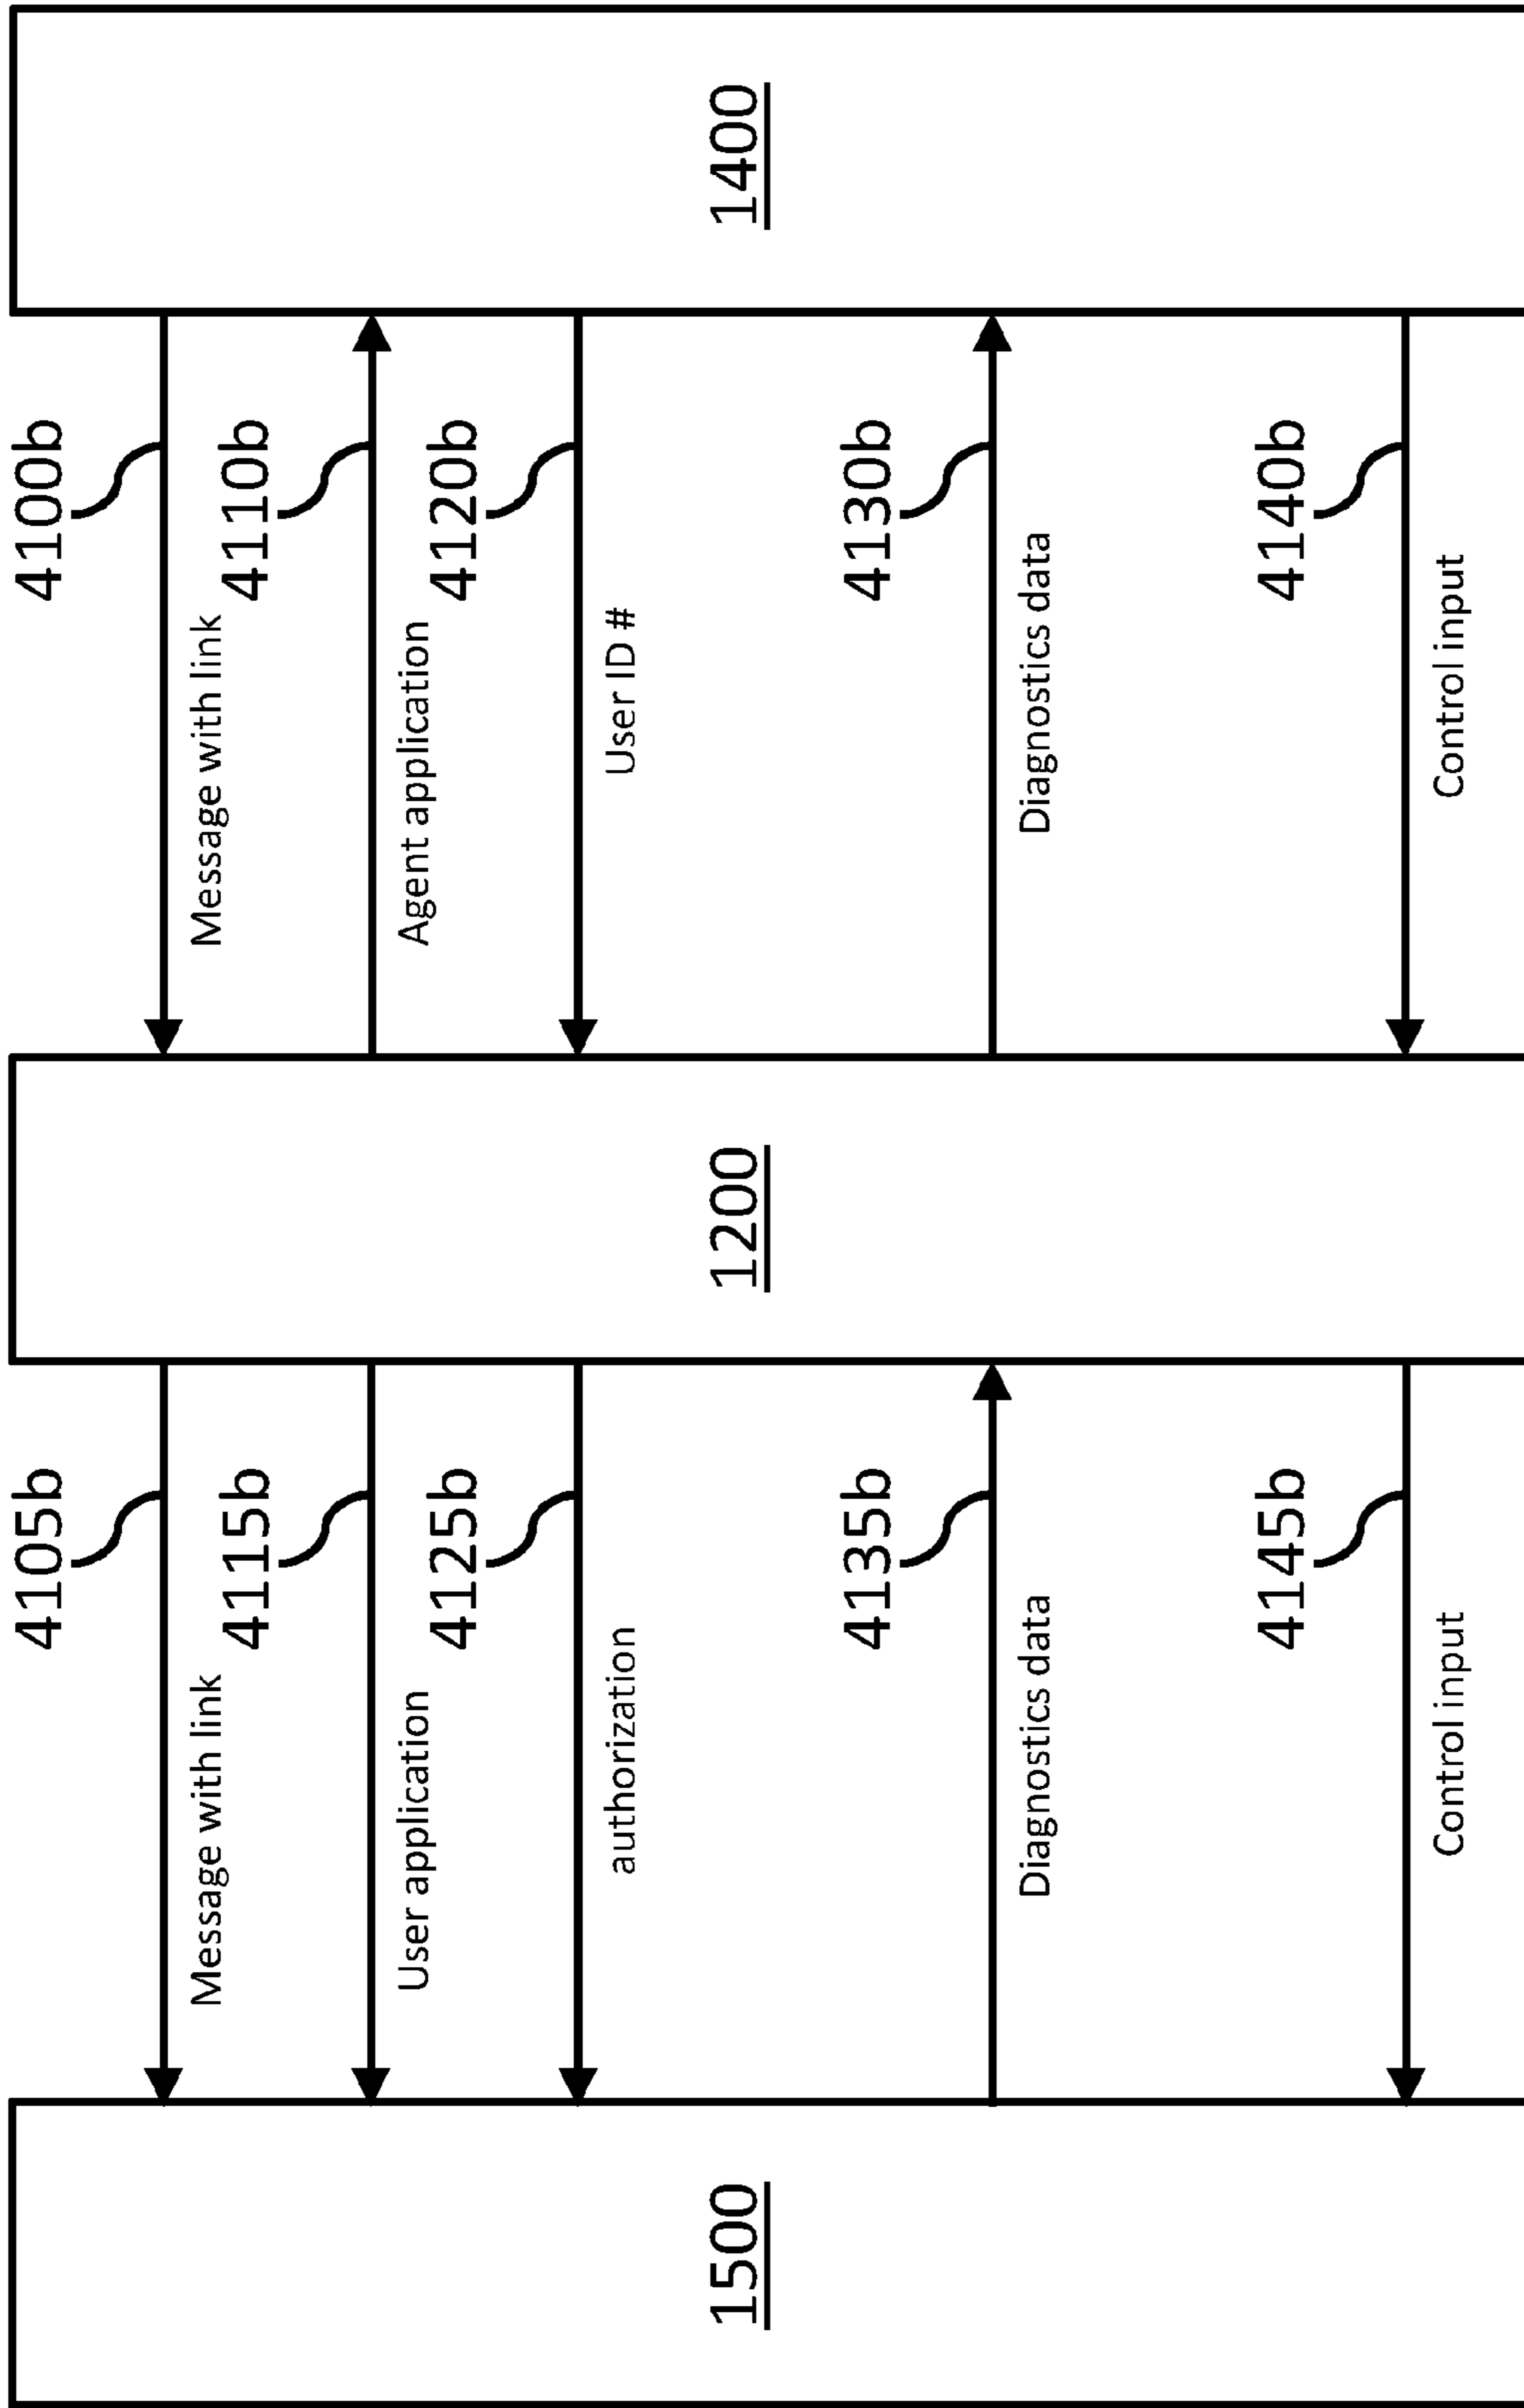 4105b
4100b
Message with link
Message with link
4115b
4110b
User application
Agent application
4125b
4120b
authorization
User ID #
1500
1200
1400
4135b
4130b
Diagnostics data
Diagnostics data
4145b
4140b
Control input
Control input